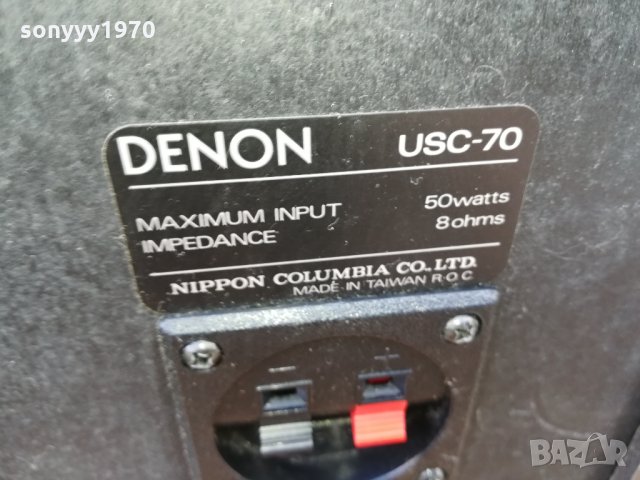 sonyyy1970
DENON USC-70
MAXIMUM INPUT 50watts
IMPEDANCE 8ohms
NIPPON COLUMBIA CO., LTD.
MADE IN TAIWAN R.O.C
- +
BAZAR